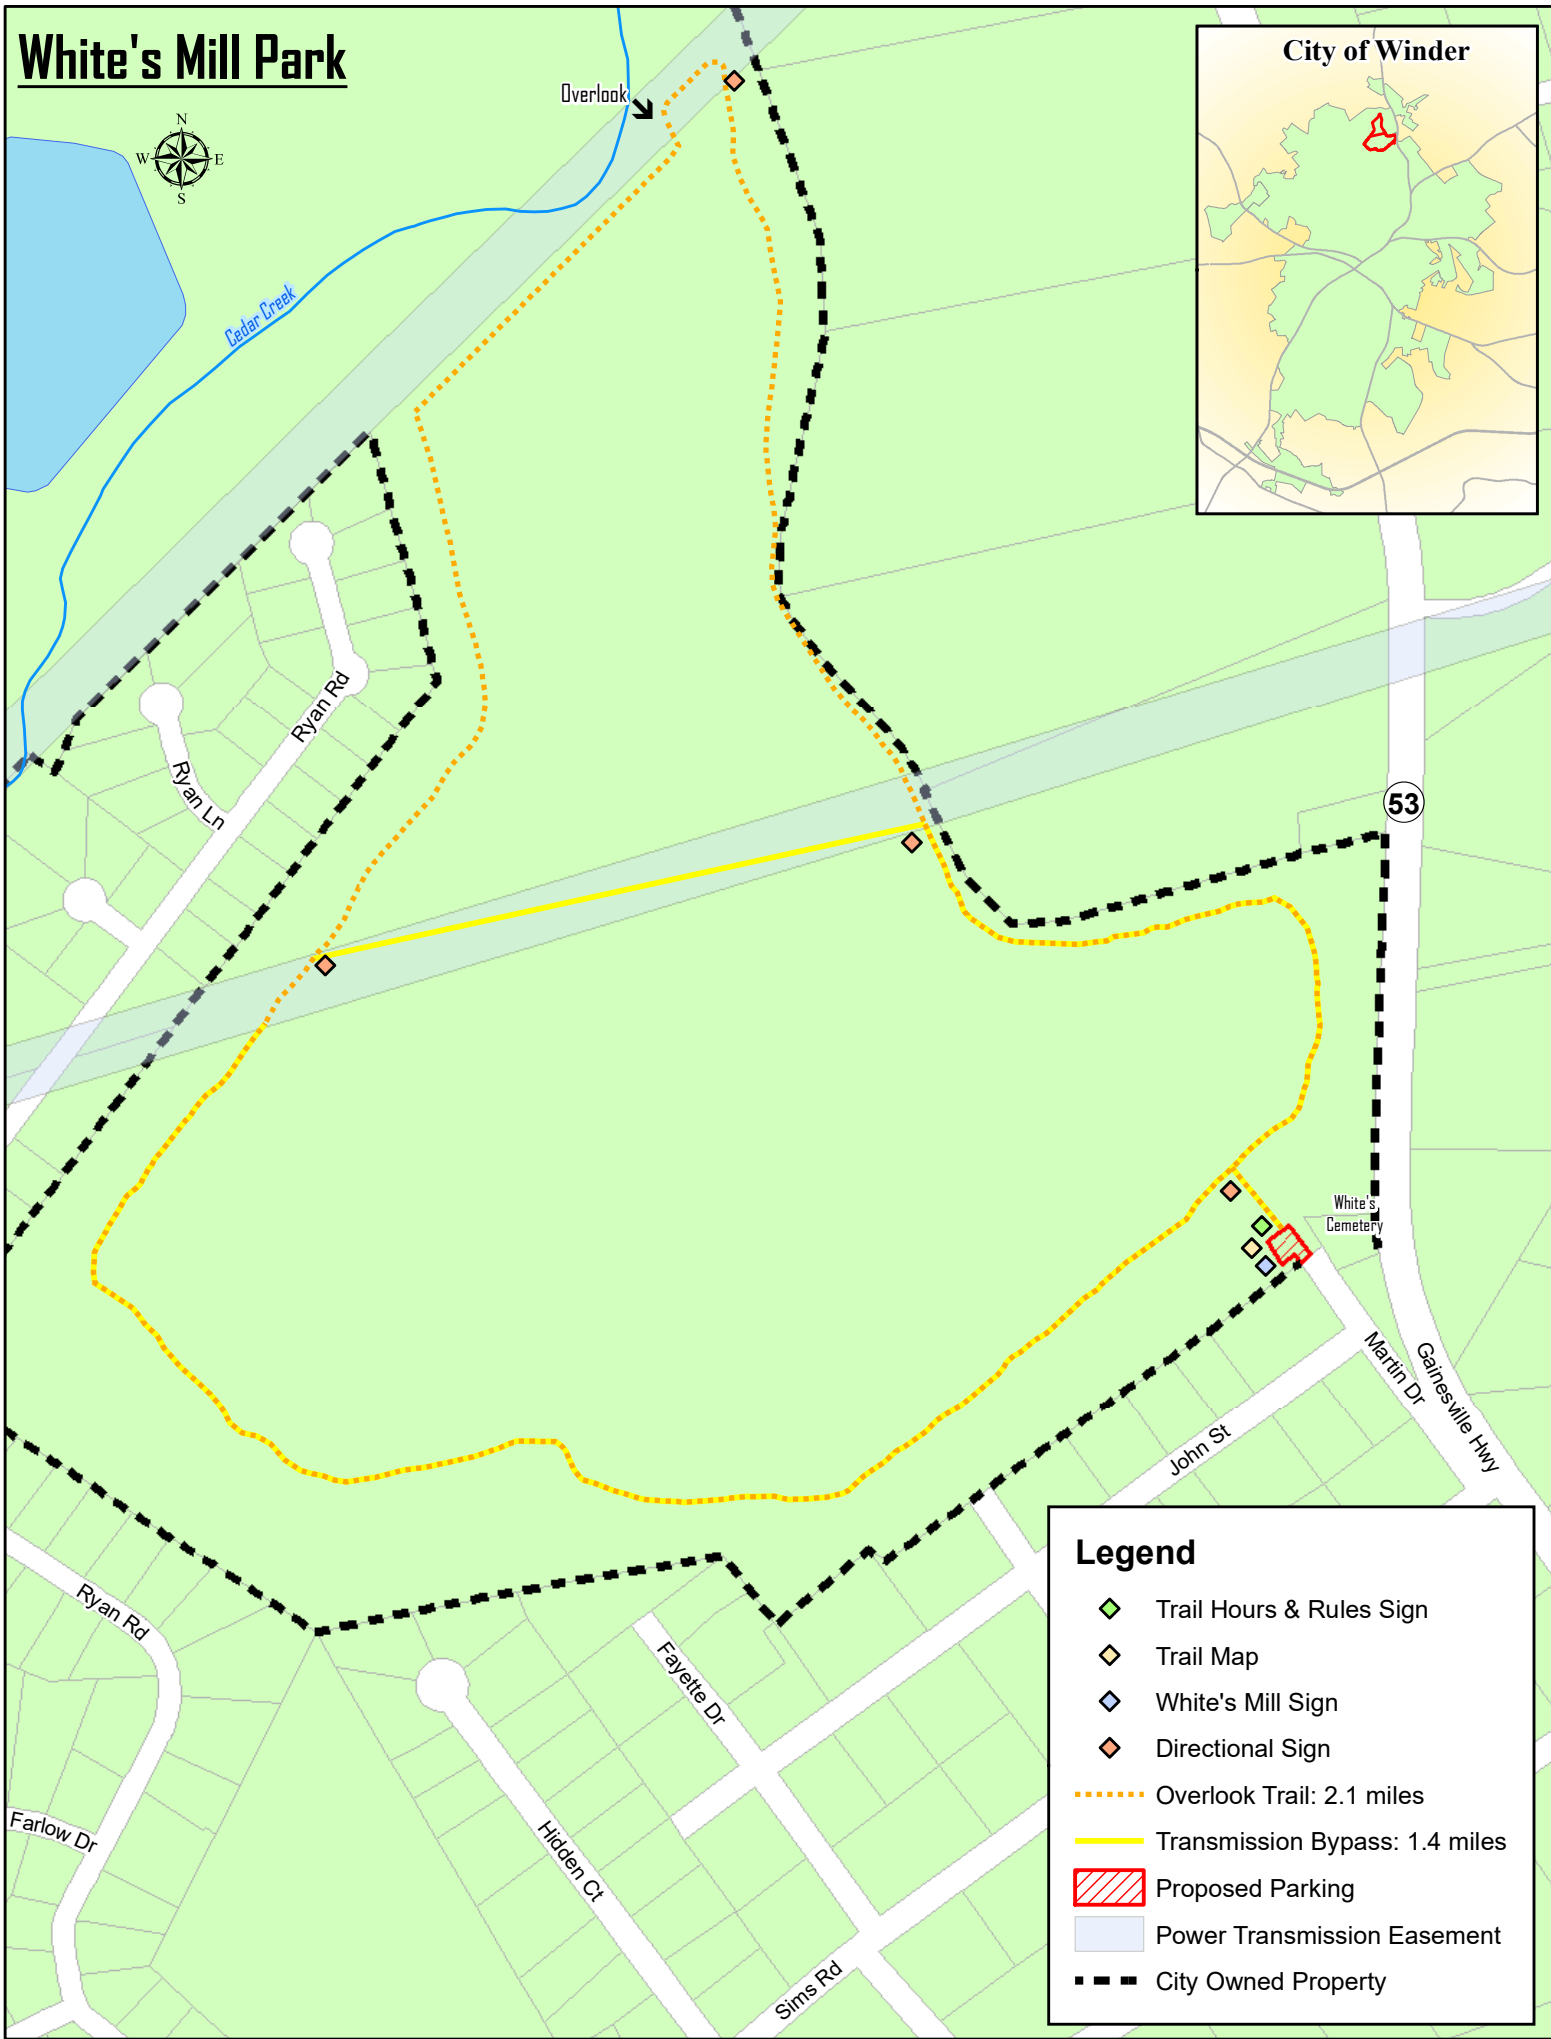 White's Mill Park
City of Winder
Overlook
N
W
E
S
Cedar Creek
Ryan Rd
Ryan Ln
53
White's
Cemetery
Martin Dr
Gainesville Hwy
John St
Ryan Rd
Fayette Dr
Farlow Dr
Hidden Ct
Sims Rd
Legend
Trail Hours & Rules Sign
Trail Map
White's Mill Sign
Directional Sign
Overlook Trail: 2.1 miles
Transmission Bypass: 1.4 miles
Proposed Parking
Power Transmission Easement
City Owned Property